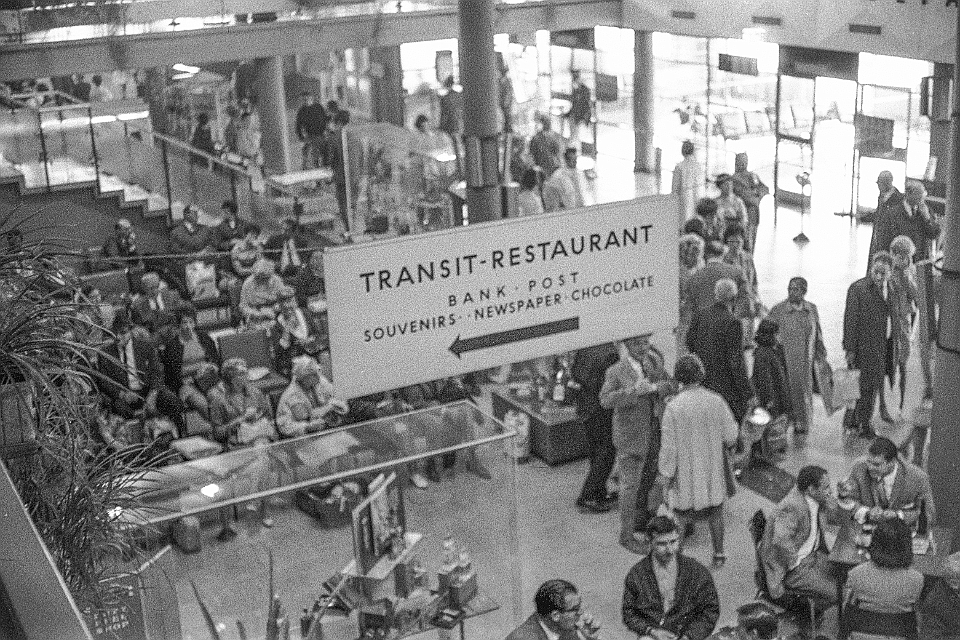 TRANSIT-RESTAURANT
BANK · POST
SOUVENIRS · NEWSPAPER · CHOCOLATE